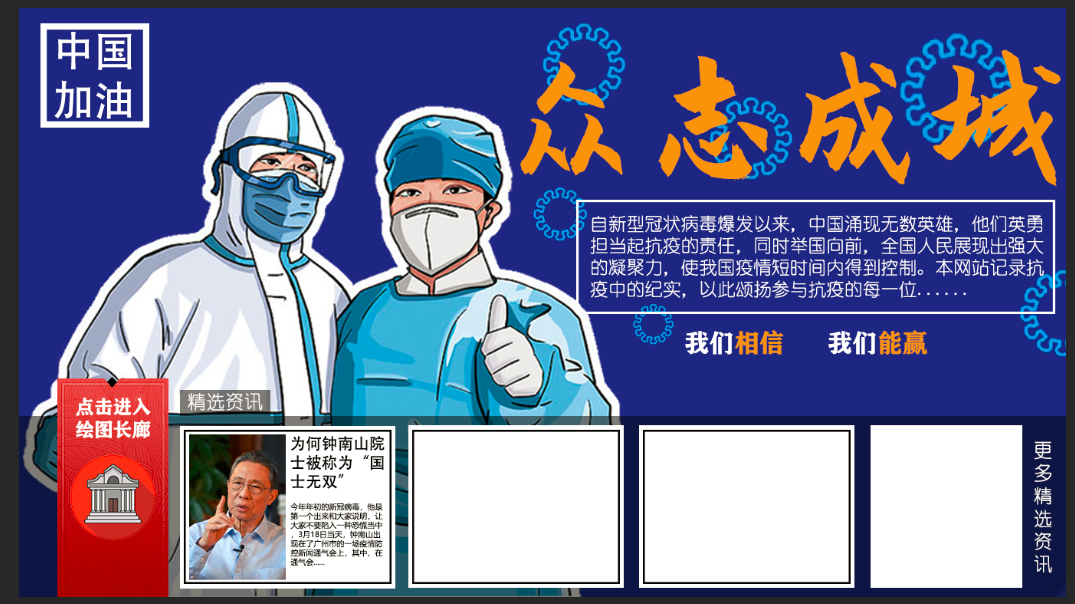 中国
加油
众志成城
自新型冠状病毒爆发以来，中国涌现无数英雄，他们英勇
担当起抗疫的责任，同时举国向前，全国人民展现出强大
的凝聚力，使我国疫情短时间内得到控制。本网站记录抗
疫中的纪实，以此颂扬参与抗疫的每一位......
我们相信 我们能赢
点击进入
绘图长廊
精选资讯
为何钟南山院
士被称为“国
士无双”
今年年初的新冠病毒，他是
第一个出来和大家说明，让
大家不要陷入一种恐慌当中
，3月18日当天，钟南山出
现在了广州市的一场疫情防
控新闻通气会上，其中，在
通气会......
更多精选资讯